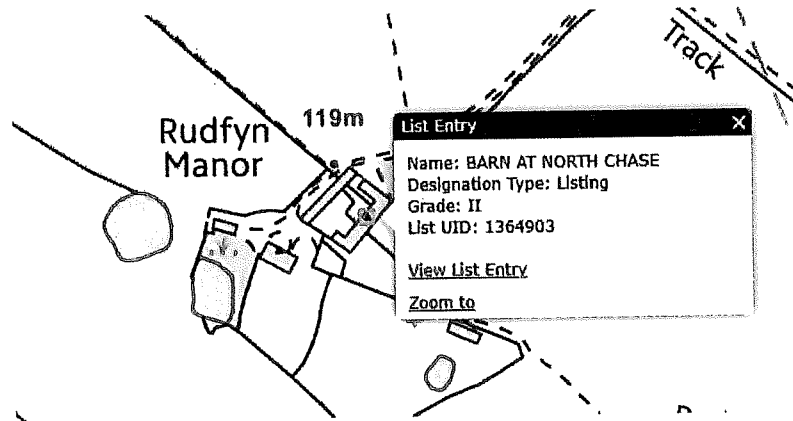 Track
119m
Rudfyn
Manor
List Entry X
Name: BARN AT NORTH CHASE
Designation Type: Listing
Grade: II
List UID: 1364903
View List Entry
Zoom to